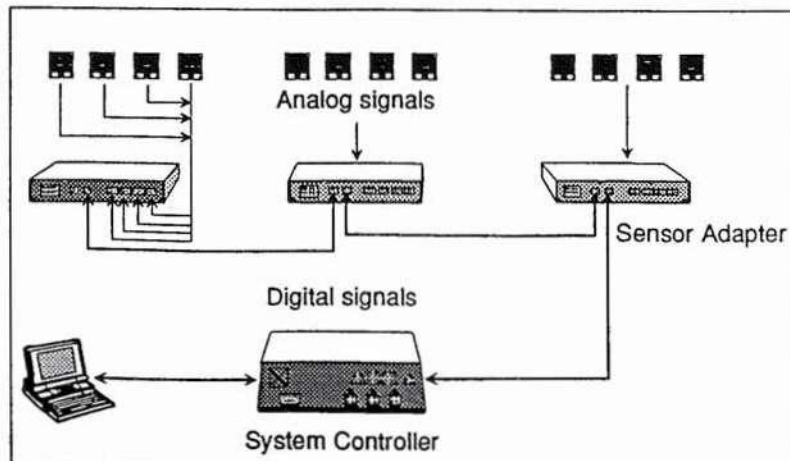 Analog signals
Sensor Adapter
Digital signals
System Controller